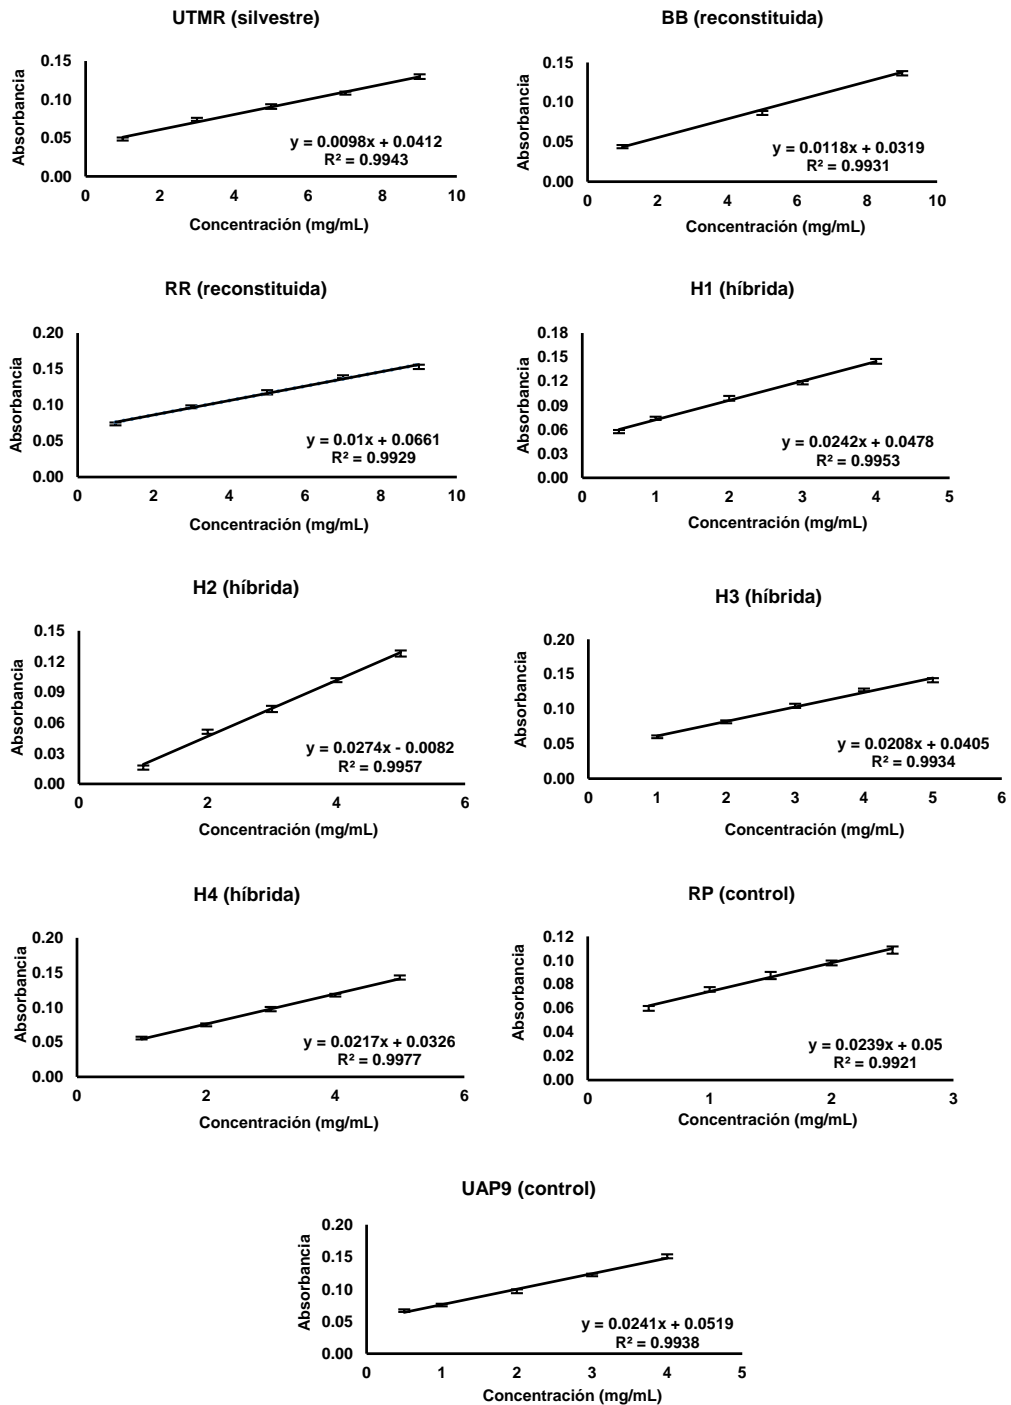 UTMR (silvestre)
Absorbancia
0.15
0.10
0.05
0.00
y = 0.0098x + 0.0412
R² = 0.9943
0 2 4 6 8 10
Concentración (mg/mL)
BB (reconstituida)
Absorbancia
0.15
0.10
0.05
0.00
y = 0.0118x + 0.0319
R² = 0.9931
0 2 4 6 8 10
Concentración (mg/mL)
RR (reconstituida)
Absorbancia
0.20
0.15
0.10
0.05
0.00
y = 0.01x + 0.0661
R² = 0.9929
0 2 4 6 8 10
Concentración (mg/mL)
H1 (híbrida)
Absorbancia
0.18
0.15
0.12
0.09
0.06
0.03
0.00
y = 0.0242x + 0.0478
R² = 0.9953
0 1 2 3 4 5
Concentración (mg/mL)
H2 (híbrida)
Absorbancia
0.15
0.12
0.09
0.06
0.03
0.00
y = 0.0274x - 0.0082
R² = 0.9957
0 2 4 6
Concentración (mg/mL)
H3 (híbrida)
Absorbancia
0.20
0.15
0.10
0.05
0.00
y = 0.0208x + 0.0405
R² = 0.9934
0 1 2 3 4 5 6
Concentración (mg/mL)
H4 (híbrida)
Absorbancia
0.20
0.15
0.10
0.05
0.00
y = 0.0217x + 0.0326
R² = 0.9977
0 2 4 6
Concentración (mg/mL)
RP (control)
Absorbancia
0.12
0.10
0.08
0.06
0.04
0.02
0.00
y = 0.0239x + 0.05
R² = 0.9921
0 1 2 3
Concentración (mg/mL)
UAP9 (control)
Absorbancia
0.20
0.15
0.10
0.05
0.00
y = 0.0241x + 0.0519
R² = 0.9938
0 1 2 3 4 5
Concentración (mg/mL)